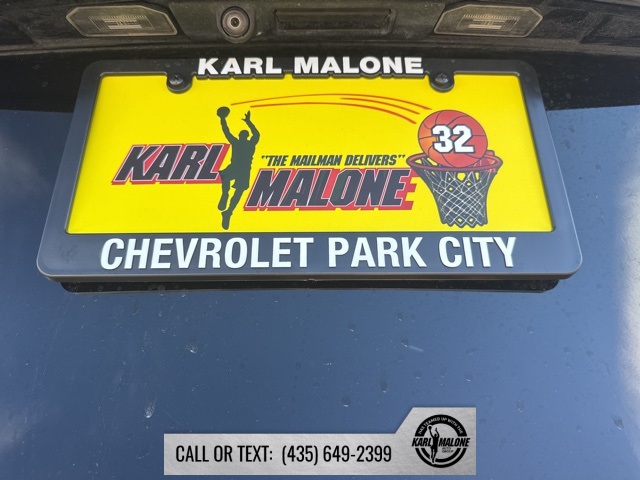 KARL MALONE
32
"THE MAILMAN DELIVERS"
KARL
MALONE
CHEVROLET PARK CITY
CALL OR TEXT: (435) 649-2399
KARL MALONE